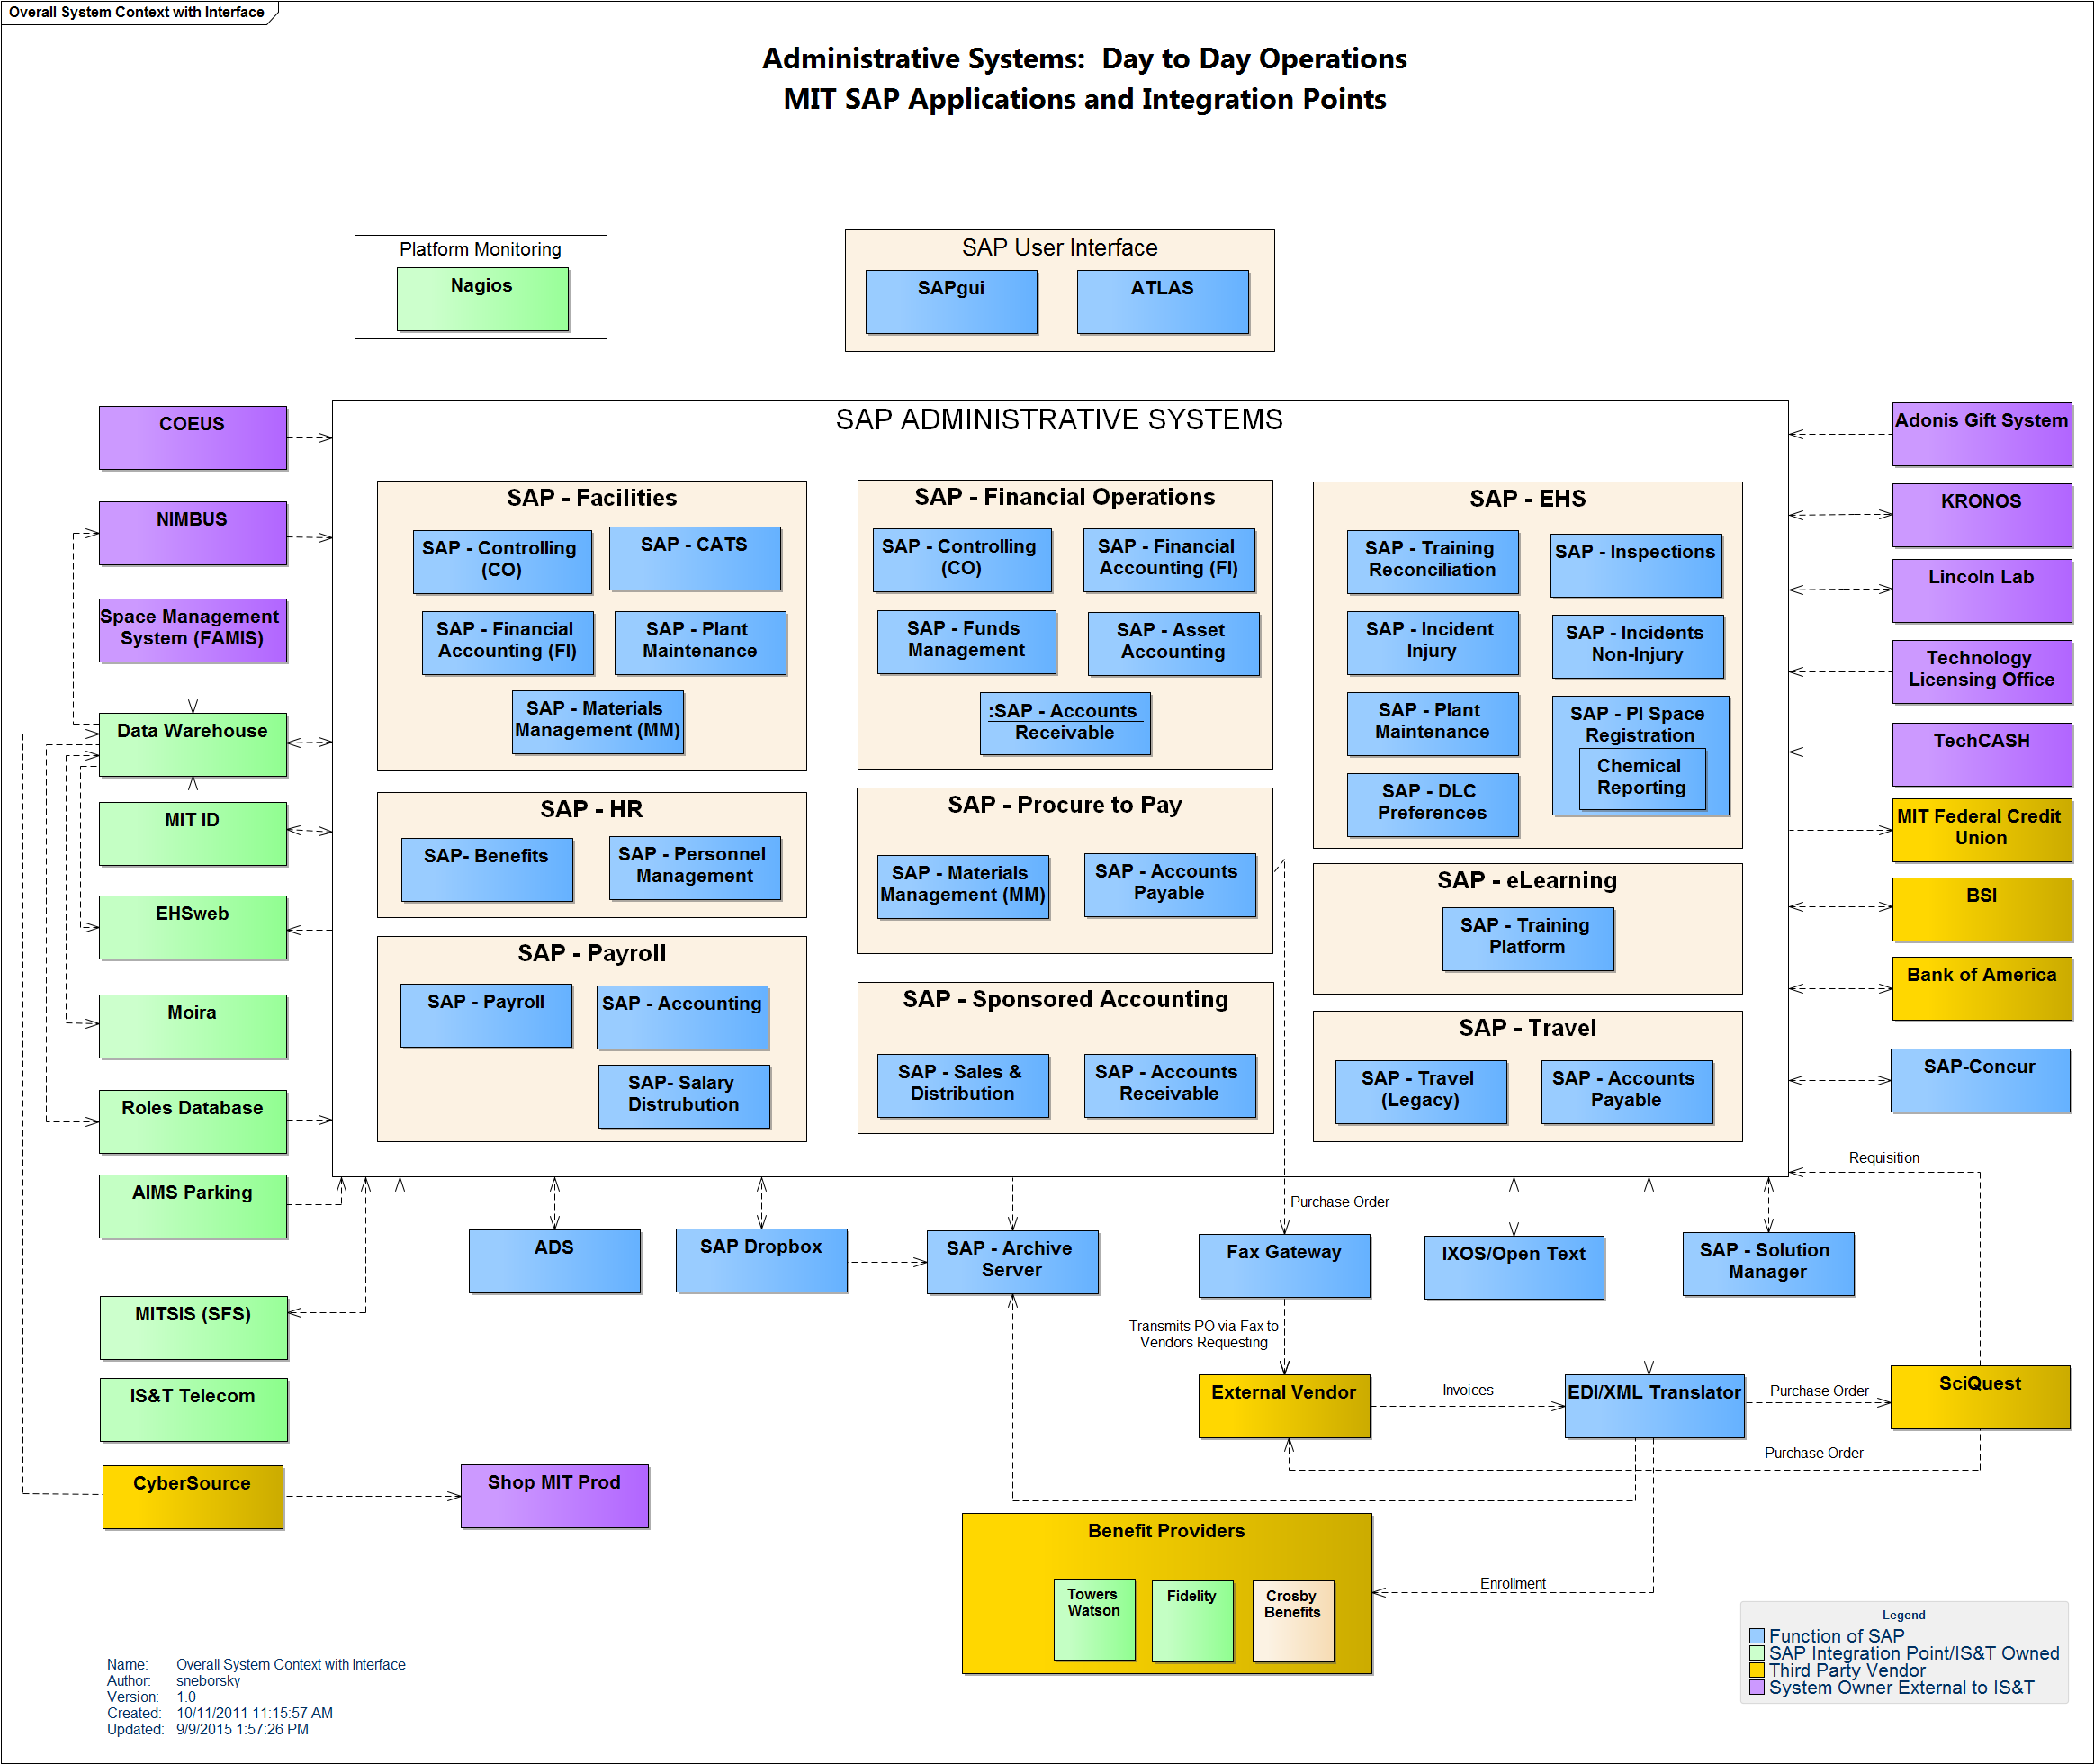 Overall System Context with Interface
Administrative Systems:  Day to Day Operations
MIT SAP Applications and Integration Points
Platform Monitoring
Nagios
SAP User Interface
SAPgui
ATLAS
COEUS
NIMBUS
Space Management
System (FAMIS)
Data Warehouse
MIT ID
EHSweb
Moira
Roles Database
AIMS Parking
MITSIS (SFS)
IS&T Telecom
CyberSource
Shop MIT Prod
SAP ADMINISTRATIVE SYSTEMS
SAP - Facilities
SAP - Controlling
(CO)
SAP - CATS
SAP - Financial
Accounting (FI)
SAP - Plant
Maintenance
SAP - Materials
Management (MM)
SAP - HR
SAP- Benefits
SAP - Personnel
Management
SAP - Payroll
SAP - Payroll
SAP - Accounting
SAP- Salary
Distrubution
SAP - Financial Operations
SAP - Controlling
(CO)
SAP - Financial
Accounting (FI)
SAP - Funds
Management
SAP - Asset
Accounting
:SAP - Accounts
Receivable
SAP - Procure to Pay
SAP - Materials
Management (MM)
SAP - Accounts
Payable
SAP - Sponsored Accounting
SAP - Sales &
Distribution
SAP - Accounts
Receivable
SAP - EHS
SAP - Training
Reconciliation
SAP - Inspections
SAP - Incident
Injury
SAP - Incidents
Non-Injury
SAP - Plant
Maintenance
SAP - PI Space
Registration
Chemical
Reporting
SAP - DLC
Preferences
SAP - eLearning
SAP - Training
Platform
SAP - Travel
SAP - Travel
(Legacy)
SAP - Accounts
Payable
Adonis Gift System
KRONOS
Lincoln Lab
Technology
Licensing Office
TechCASH
MIT Federal Credit
Union
BSI
Bank of America
SAP-Concur
Requisition
Purchase Order
ADS
SAP Dropbox
SAP - Archive
Server
Fax Gateway
IXOS/Open Text
SAP - Solution
Manager
Transmits PO via Fax to
Vendors Requesting
External Vendor
Invoices
EDI/XML Translator
Purchase Order
SciQuest
Purchase Order
Benefit Providers
Towers
Watson
Fidelity
Crosby
Benefits
Enrollment
Legend
Function of SAP
SAP Integration Point/IS&T Owned
Third Party Vendor
System Owner External to IS&T
Name: Overall System Context with Interface
Author: sneborsky
Version: 1.0
Created: 10/11/2011 11:15:57 AM
Updated: 9/9/2015 1:57:26 PM